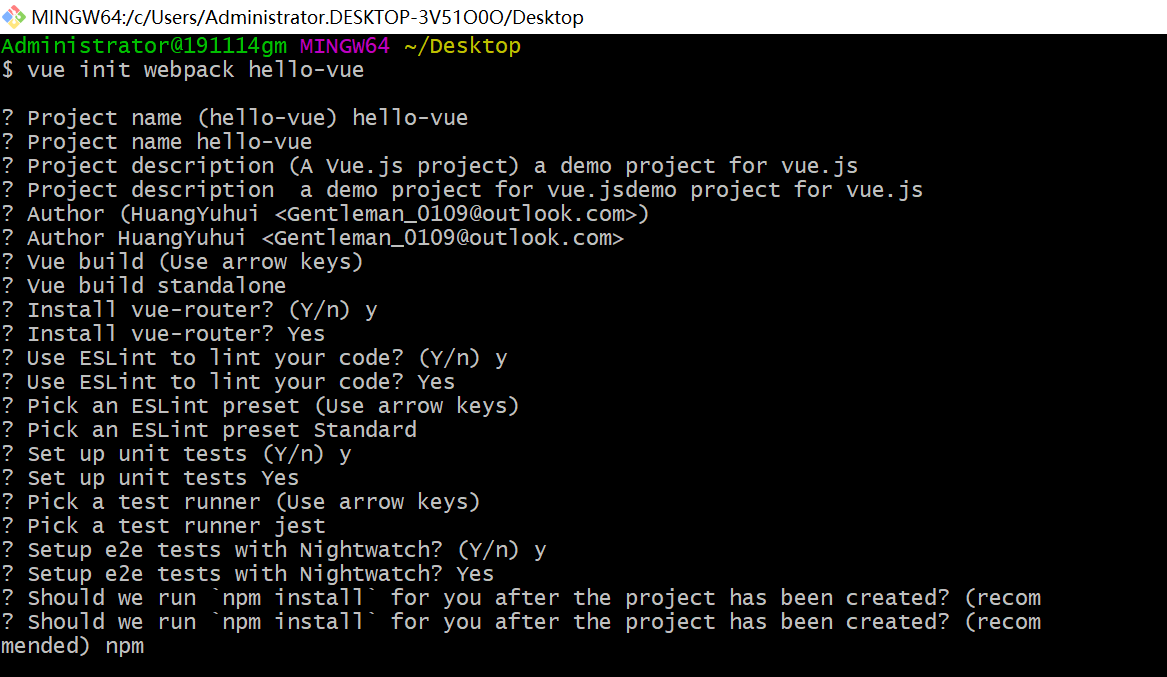 MINGW64:/c/Users/Administrator.DESKTOP-3V51O0O/Desktop
Administrator@191114gm MINGW64 ~/Desktop
$ vue init webpack hello-vue
? Project name (hello-vue) hello-vue
? Project name hello-vue
? Project description (A Vue.js project) a demo project for vue.js
? Project description  a demo project for vue.jsdemo project for vue.js
? Author (HuangYuhui <Gentleman_0109@outlook.com>)
? Author HuangYuhui <Gentleman_0109@outlook.com>
? Vue build (Use arrow keys)
? Vue build standalone
? Install vue-router? (Y/n) y
? Install vue-router? Yes
? Use ESLint to lint your code? (Y/n) y
? Use ESLint to lint your code? Yes
? Pick an ESLint preset (Use arrow keys)
? Pick an ESLint preset Standard
? Set up unit tests (Y/n) y
? Set up unit tests Yes
? Pick a test runner (Use arrow keys)
? Pick a test runner jest
? Setup e2e tests with Nightwatch? (Y/n) y
? Setup e2e tests with Nightwatch? Yes
? Should we run `npm install` for you after the project has been created? (recom
? Should we run `npm install` for you after the project has been created? (recom
mended) npm